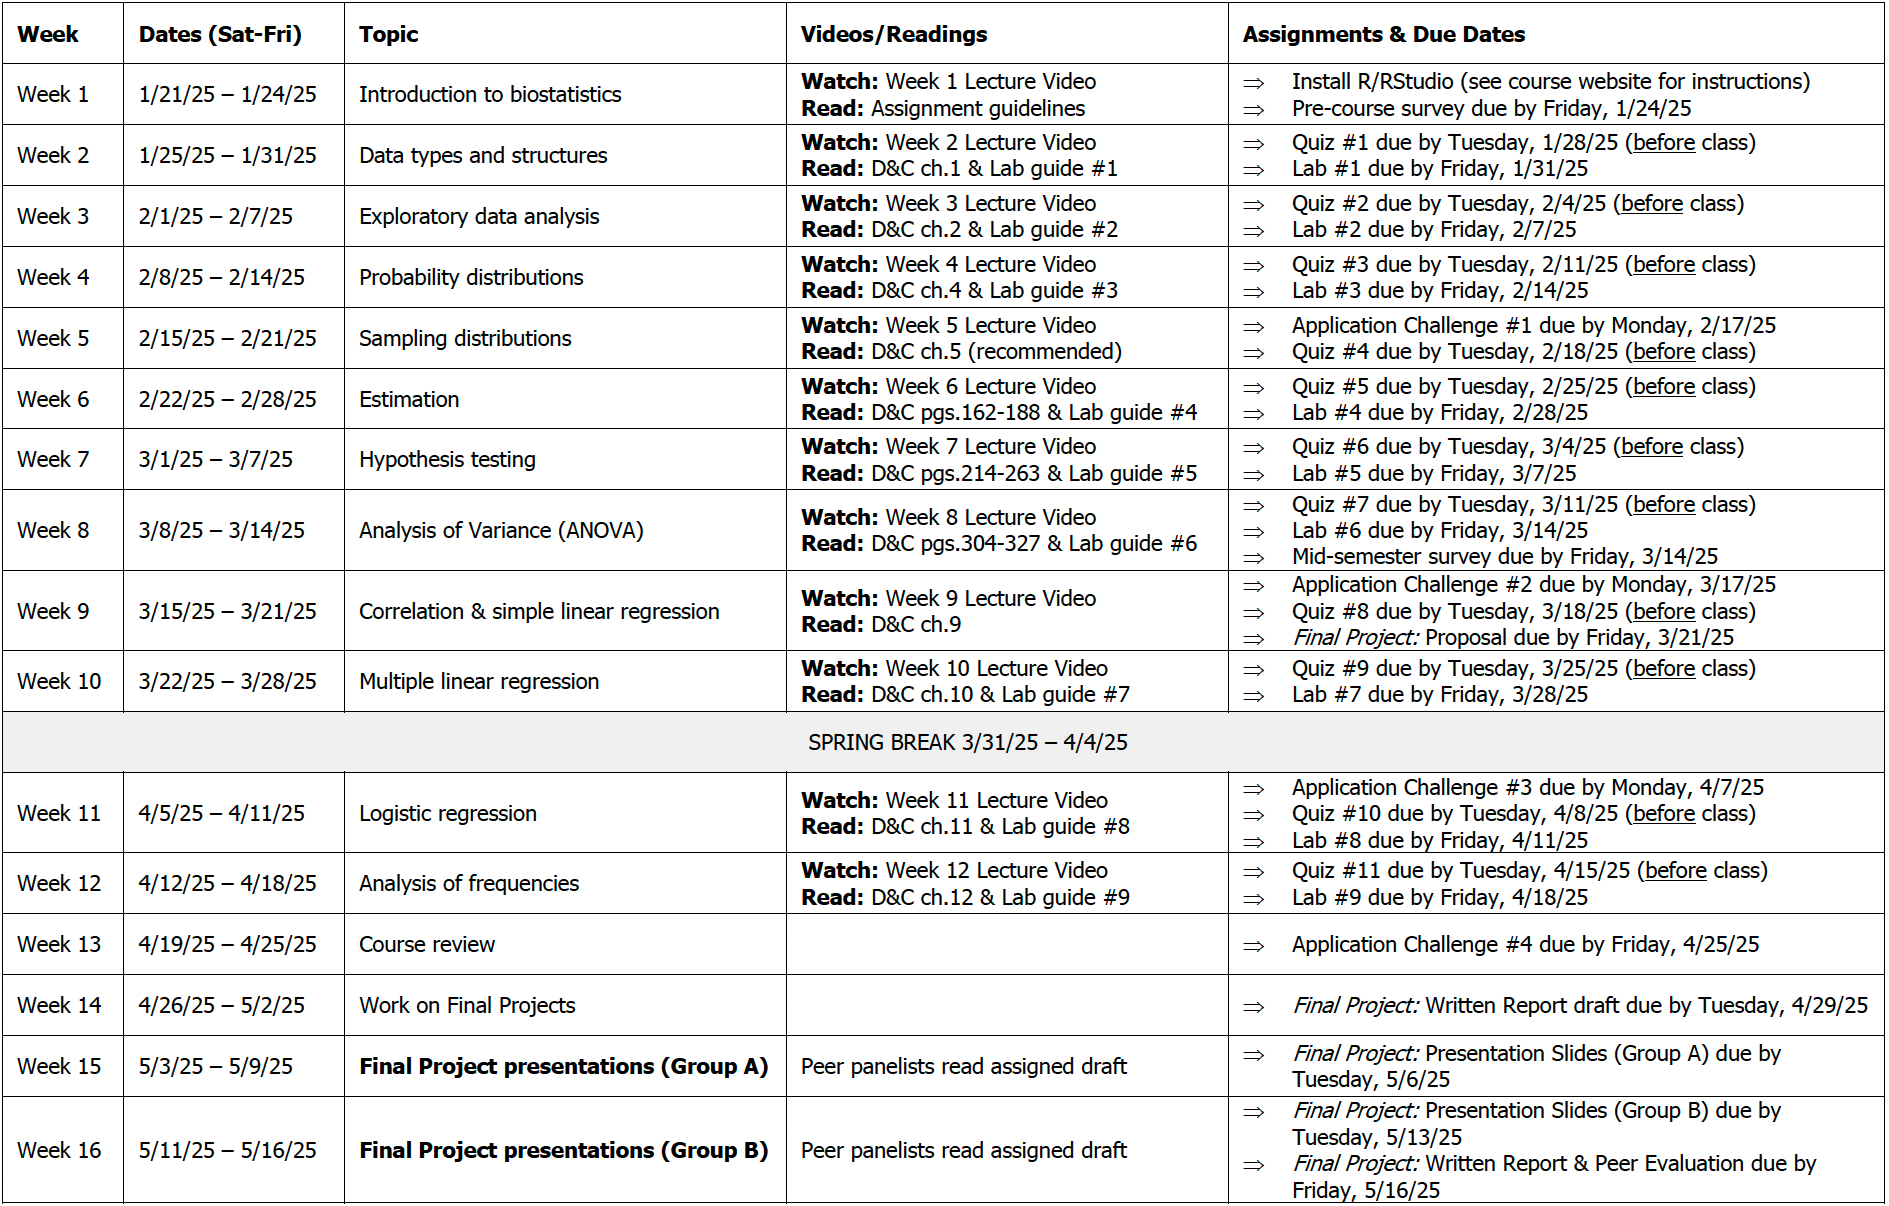 Week Dates (Sat-Fri) Topic Videos/Readings Assignments & Due Dates
Week 1 1/21/25 – 1/24/25 Introduction to biostatistics
Watch: Week 1 Lecture Video
Read: Assignment guidelines
⇒ Install R/RStudio (see course website for instructions)
⇒ Pre-course survey due by Friday, 1/24/25
Week 2 1/25/25 – 1/31/25 Data types and structures
Watch: Week 2 Lecture Video
Read: D&C ch.1 & Lab guide #1
⇒ Quiz #1 due by Tuesday, 1/28/25 (before class)
⇒ Lab #1 due by Friday, 1/31/25
Week 3 2/1/25 – 2/7/25 Exploratory data analysis
Watch: Week 3 Lecture Video
Read: D&C ch.2 & Lab guide #2
⇒ Quiz #2 due by Tuesday, 2/4/25 (before class)
⇒ Lab #2 due by Friday, 2/7/25
Week 4 2/8/25 – 2/14/25 Probability distributions
Watch: Week 4 Lecture Video
Read: D&C ch.4 & Lab guide #3
⇒ Quiz #3 due by Tuesday, 2/11/25 (before class)
⇒ Lab #3 due by Friday, 2/14/25
Week 5 2/15/25 – 2/21/25 Sampling distributions
Watch: Week 5 Lecture Video
Read: D&C ch.5 (recommended)
⇒ Application Challenge #1 due by Monday, 2/17/25
⇒ Quiz #4 due by Tuesday, 2/18/25 (before class)
Week 6 2/22/25 – 2/28/25 Estimation
Watch: Week 6 Lecture Video
Read: D&C pgs.162-188 & Lab guide #4
⇒ Quiz #5 due by Tuesday, 2/25/25 (before class)
⇒ Lab #4 due by Friday, 2/28/25
Week 7 3/1/25 – 3/7/25 Hypothesis testing
Watch: Week 7 Lecture Video
Read: D&C pgs.214-263 & Lab guide #5
⇒ Quiz #6 due by Tuesday, 3/4/25 (before class)
⇒ Lab #5 due by Friday, 3/7/25
Week 8 3/8/25 – 3/14/25 Analysis of Variance (ANOVA)
Watch: Week 8 Lecture Video
Read: D&C pgs.304-327 & Lab guide #6
⇒ Quiz #7 due by Tuesday, 3/11/25 (before class)
⇒ Lab #6 due by Friday, 3/14/25
⇒ Mid-semester survey due by Friday, 3/14/25
Week 9 3/15/25 – 3/21/25 Correlation & simple linear regression
Watch: Week 9 Lecture Video
Read: D&C ch.9
⇒ Application Challenge #2 due by Monday, 3/17/25
⇒ Quiz #8 due by Tuesday, 3/18/25 (before class)
⇒ Final Project: Proposal due by Friday, 3/21/25
Week 10 3/22/25 – 3/28/25 Multiple linear regression
Watch: Week 10 Lecture Video
Read: D&C ch.10 & Lab guide #7
⇒ Quiz #9 due by Tuesday, 3/25/25 (before class)
⇒ Lab #7 due by Friday, 3/28/25
SPRING BREAK 3/31/25 – 4/4/25
Week 11 4/5/25 – 4/11/25 Logistic regression
Watch: Week 11 Lecture Video
Read: D&C ch.11 & Lab guide #8
⇒ Application Challenge #3 due by Monday, 4/7/25
⇒ Quiz #10 due by Tuesday, 4/8/25 (before class)
⇒ Lab #8 due by Friday, 4/11/25
Week 12 4/12/25 – 4/18/25 Analysis of frequencies
Watch: Week 12 Lecture Video
Read: D&C ch.12 & Lab guide #9
⇒ Quiz #11 due by Tuesday, 4/15/25 (before class)
⇒ Lab #9 due by Friday, 4/18/25
Week 13 4/19/25 – 4/25/25 Course review
⇒ Application Challenge #4 due by Friday, 4/25/25
Week 14 4/26/25 – 5/2/25 Work on Final Projects
⇒ Final Project: Written Report draft due by Tuesday, 4/29/25
Week 15 5/3/25 – 5/9/25 Final Project presentations (Group A) Peer panelists read assigned draft
⇒ Final Project: Presentation Slides (Group A) due by
Tuesday, 5/6/25
Week 16 5/11/25 – 5/16/25 Final Project presentations (Group B) Peer panelists read assigned draft
⇒ Final Project: Presentation Slides (Group B) due by
Tuesday, 5/13/25
⇒ Final Project: Written Report & Peer Evaluation due by
Friday, 5/16/25